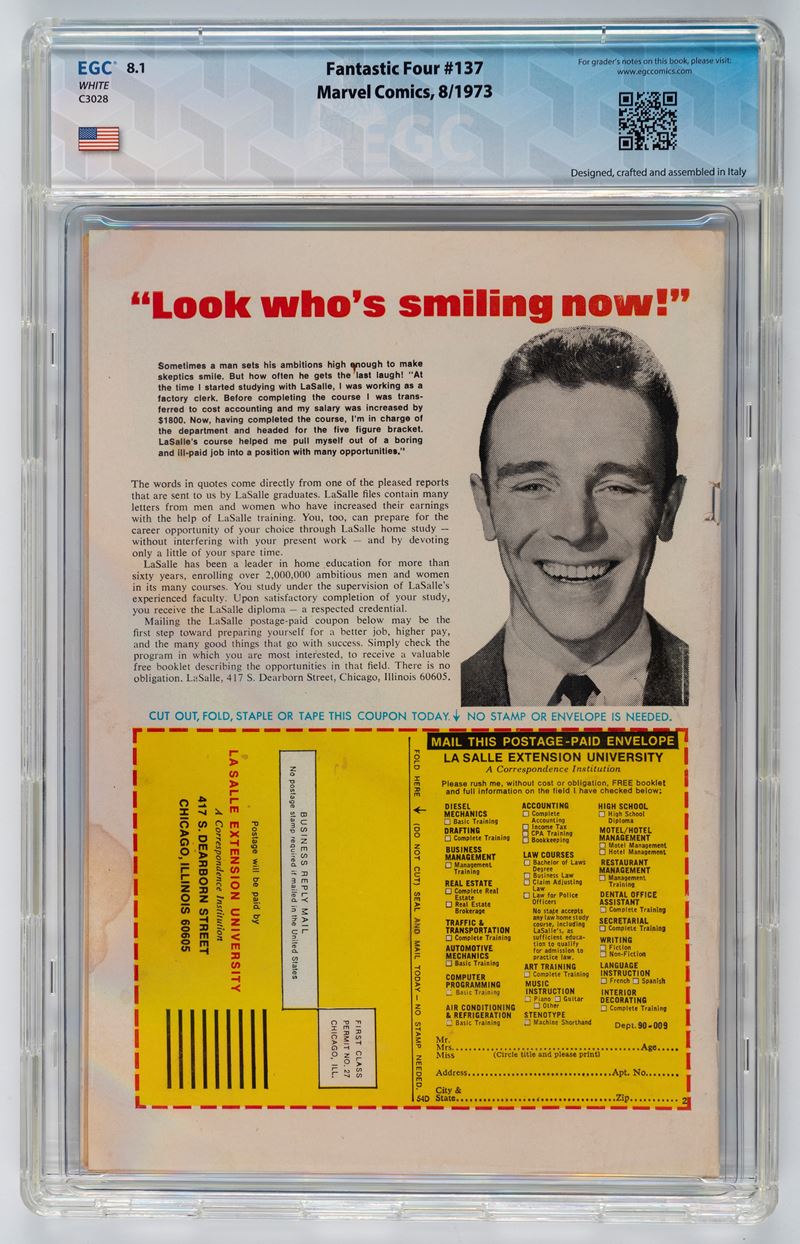 EGC® 8.1
WHITE
C3028
Fantastic Four #137
Marvel Comics, 8/1973
For grader's notes on this book, please visit:
www.egccomics.com
Designed, crafted and assembled in Italy
EGC
“Look who’s smiling now!”
Sometimes a man sets his ambitions high enough to make
skeptics smile. But how often he gets the last laugh! "At
the time I started studying with LaSalle, I was working as a
factory clerk. Before completing the course I was trans-
ferred to cost accounting and my salary was increased by
$1800. Now, having completed the course, I'm in charge of
the department and headed for the five figure bracket.
LaSalle's course helped me pull myself out of a boring
and ill-paid job into a position with many opportunities."
The words in quotes come directly from one of the pleased reports
that are sent to us by LaSalle graduates. LaSalle files contain many
letters from men and women who have increased their earnings
with the help of LaSalle training. You, too, can prepare for the
career opportunity of your choice through LaSalle home study —
without interfering with your present work — and by devoting
only a little of your spare time.
LaSalle has been a leader in home education for more than
sixty years, enrolling over 2,000,000 ambitious men and women
in its many courses. You study under the supervision of LaSalle's
experienced faculty. Upon satisfactory completion of your study,
you receive the LaSalle diploma — a respected credential.
Mailing the LaSalle postage-paid coupon below may be the
first step toward preparing yourself for a better job, higher pay,
and the many good things that go with success. Simply check the
program in which you are most interested, to receive a valuable
free booklet describing the opportunities in that field. There is no
obligation. LaSalle, 417 S. Dearborn Street, Chicago, Illinois 60605.
CUT OUT, FOLD, STAPLE OR TAPE THIS COUPON TODAY. ↓ NO STAMP OR ENVELOPE IS NEEDED.
FIRST CLASS
PERMIT NO. 27
CHICAGO, ILL.
BUSINESS REPLY MAIL
No postage stamp required if mailed in the United States
Postage will be paid by
LA SALLE EXTENSION UNIVERSITY
A Correspondence Institution
417 S. DEARBORN STREET
CHICAGO, ILLINOIS 60605
FOLD HERE → (DO NOT CUT) SEAL AND MAIL TODAY — NO STAMP NEEDED.
MAIL THIS POSTAGE-PAID ENVELOPE
LA SALLE EXTENSION UNIVERSITY
A Correspondence Institution
Please rush me, without cost or obligation, FREE booklet
and full information on the field I have checked below:
DIESEL
MECHANICS
☐ Basic Training
DRAFTING
☐ Complete Training
BUSINESS
MANAGEMENT
☐ Management
Training
REAL ESTATE
☐ Complete Real
Estate
☐ Real Estate
Brokerage
TRAFFIC &
TRANSPORTATION
☐ Complete Training
AUTOMOTIVE
MECHANICS
☐ Basic Training
COMPUTER
PROGRAMMING
☐ Basic Training
AIR CONDITIONING
& REFRIGERATION
☐ Basic Training
ACCOUNTING
☐ Complete
Accounting
☐ Income Tax
☐ CPA Training
☐ Bookkeeping
LAW COURSES
☐ Bachelor of Laws
Degree
☐ Business Law
☐ Claim Adjusting
Law
☐ Law for Police
Officers
No state accepts
any law home study
course, including
LaSalle's, as
sufficient educa-
tion to qualify
for admission to
practice law.
ART TRAINING
☐ Complete Training
MUSIC
INSTRUCTION
☐ Piano ☐ Guitar
☐ Other
STENOTYPE
☐ Machine Shorthand
HIGH SCHOOL
☐ High School
Diploma
MOTEL/HOTEL
MANAGEMENT
☐ Motel Management
☐ Hotel Management
RESTAURANT
MANAGEMENT
☐ Management
Training
DENTAL OFFICE
ASSISTANT
☐ Complete Training
SECRETARIAL
☐ Complete Training
WRITING
☐ Fiction
☐ Non-Fiction
LANGUAGE
INSTRUCTION
☐ French ☐ Spanish
INTERIOR
DECORATING
☐ Complete Training
Dept. 90-009
Mr.
Mrs. Age
Miss (Circle title and please print)
Address Apt. No.
City &
State Zip 2
54D